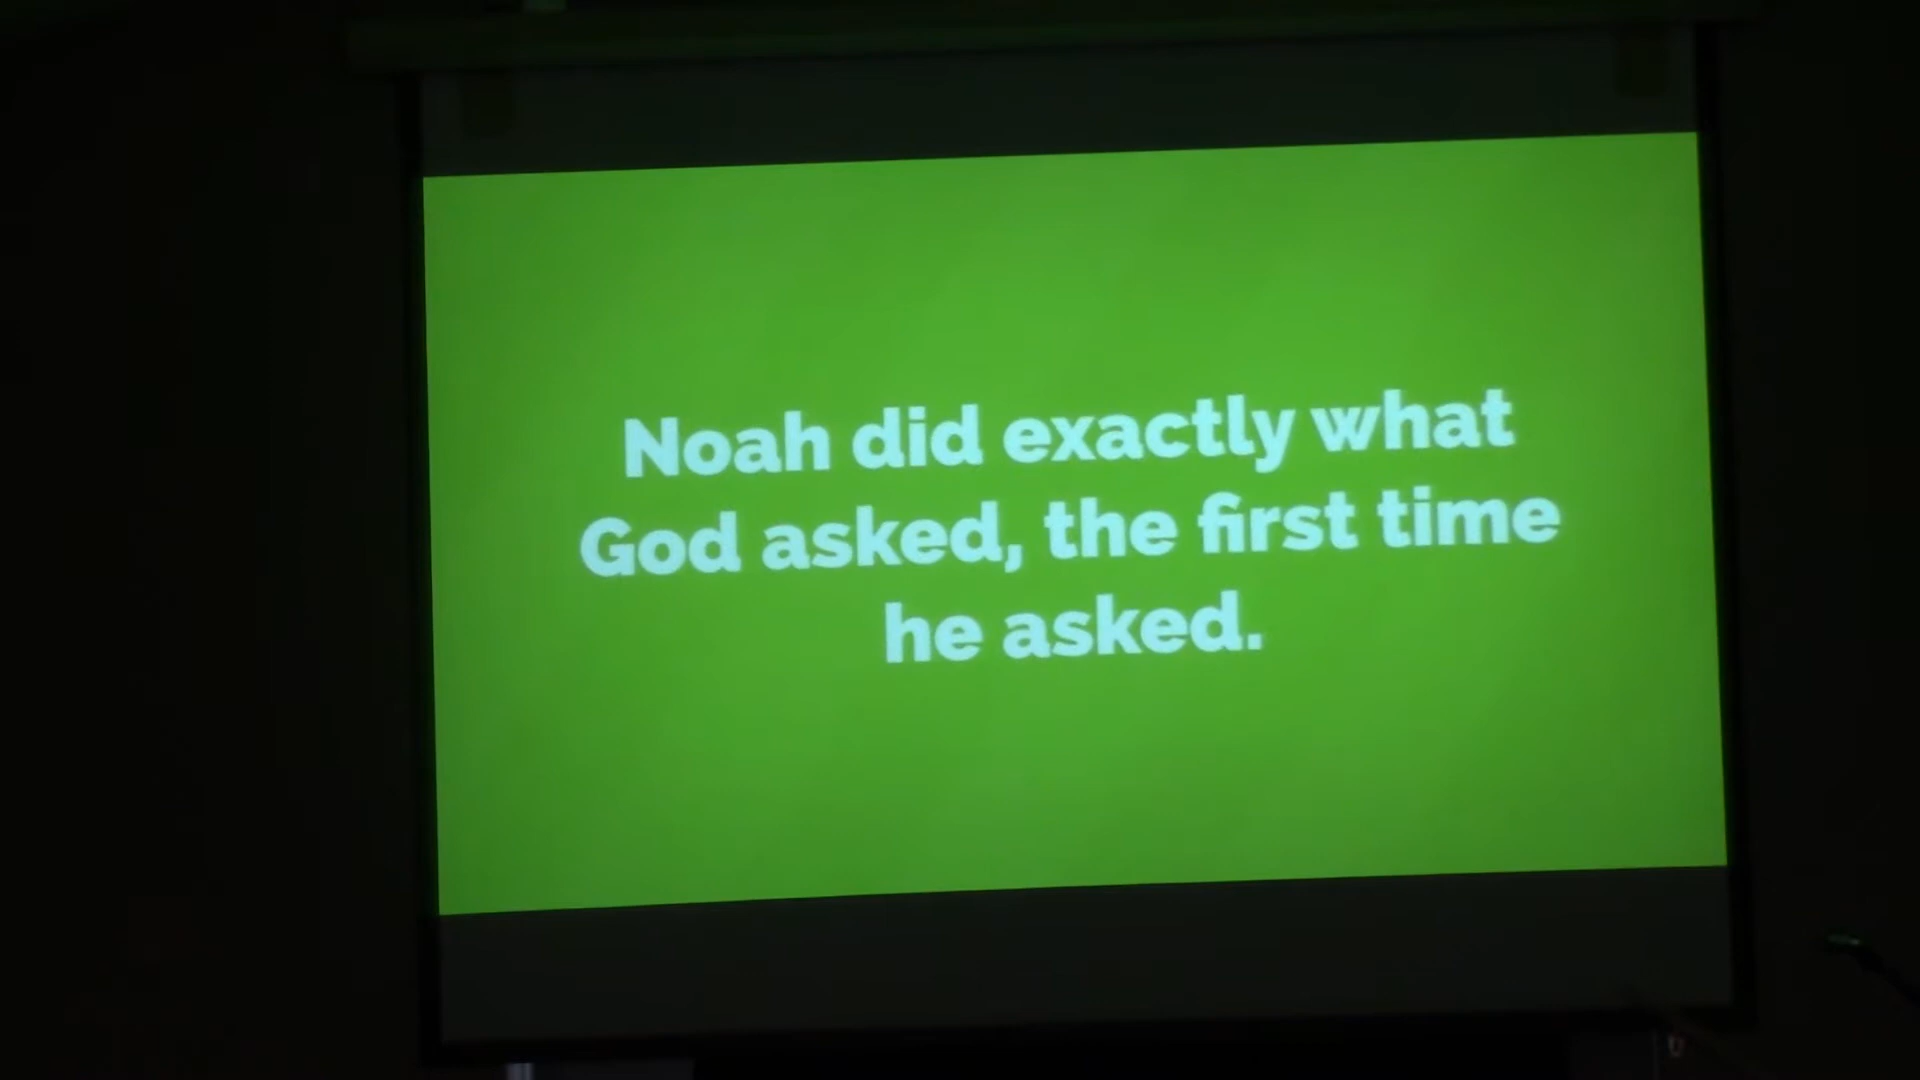 Noah did exactly what
God asked, the first time
he asked.